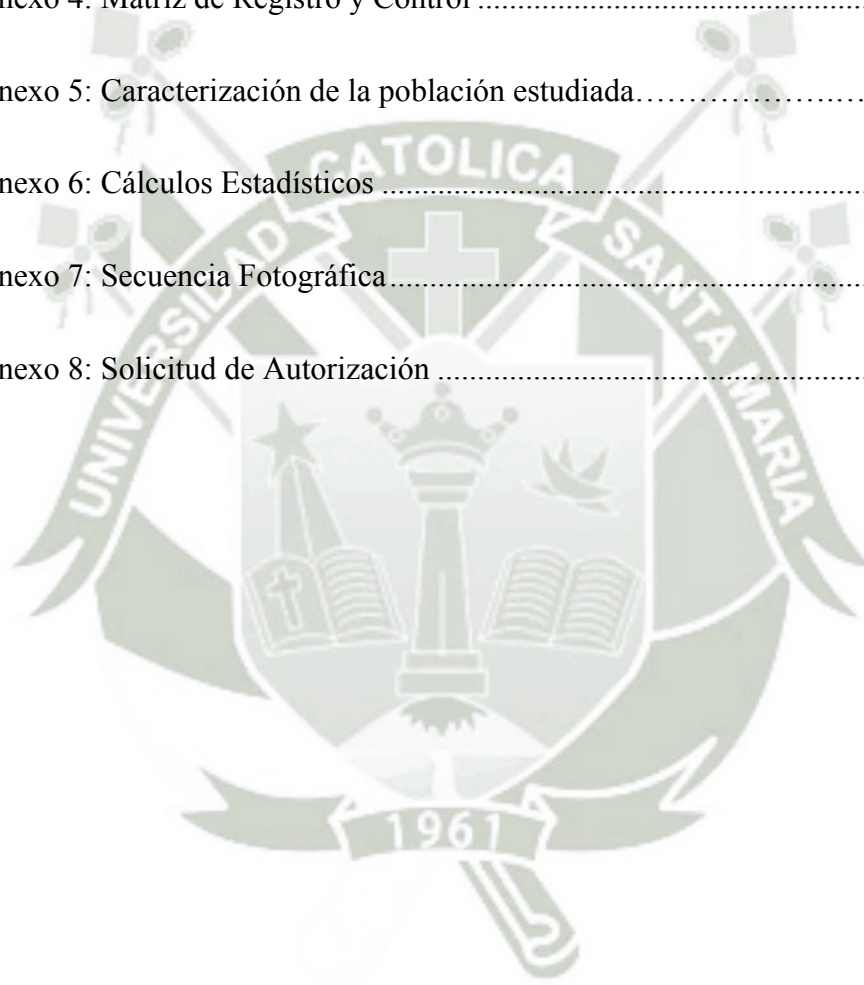 nexo 4: Matriz de Registro y Control ........................................................
nexo 5: Caracterización de la población estudiada……………………
nexo 6: Cálculos Estadísticos ........................................................................
nexo 7: Secuencia Fotográfica.......................................................................
nexo 8: Solicitud de Autorización ................................................................
UNIVERSIDAD CATOLICA SANTA MARIA
1961